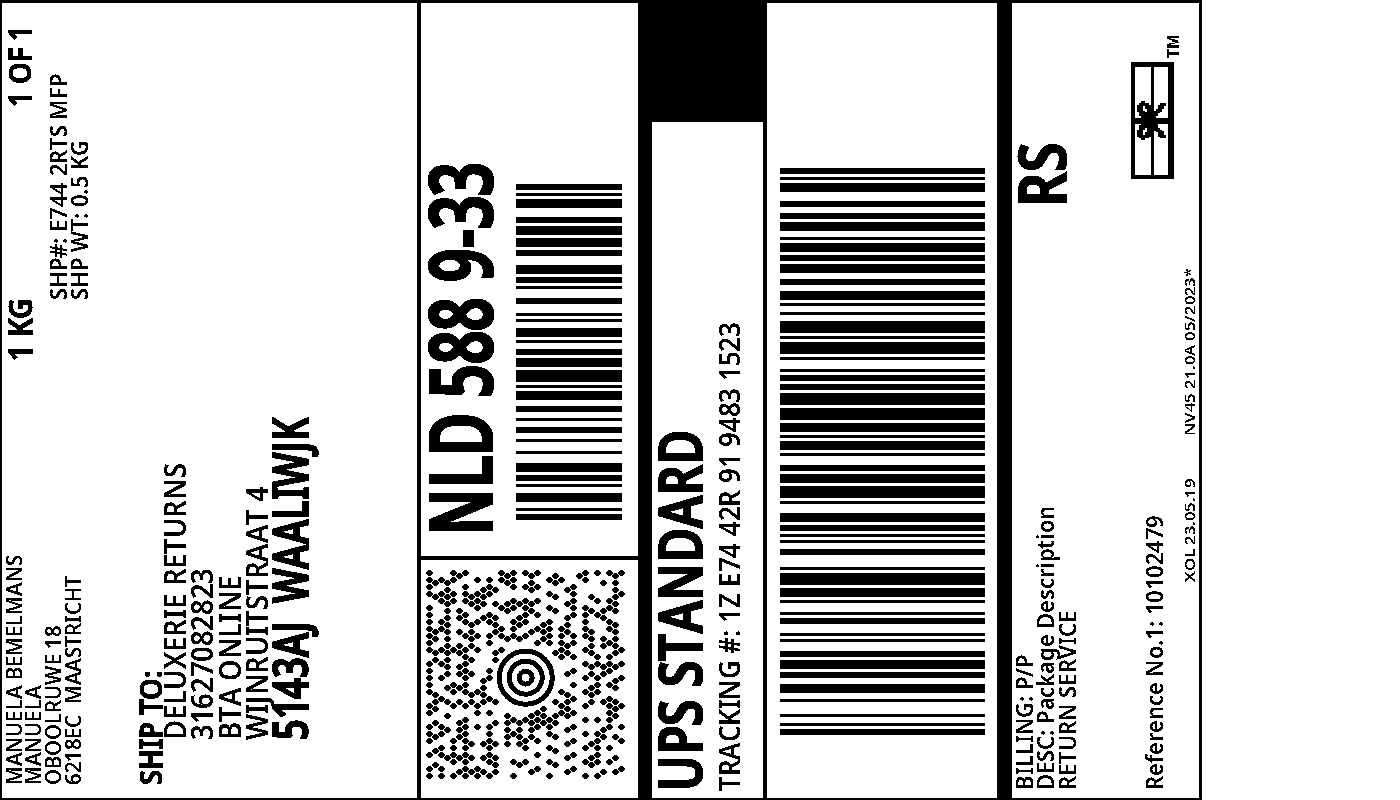 MANUELA BEMELMANS
MANUELA
OBOOLRUWE 18
6218EC MAASTRICHT
1 KG
1 OF 1
SHP#: E744 2RTS MFP
SHP WT: 0.5 KG
SHIP TO:
DELUXERIE RETURNS
31627082823
BTA ONLINE
WIJNRUITSTRAAT 4
5143AJ WAALIWJK
NLD 588 9-33
UPS STANDARD
TRACKING #: 1Z E74 42R 91 9483 1523
BILLING: P/P
DESC: Package Description
RETURN SERVICE
RS
Reference No.1: 10102479
XOL 23.05.19
NV45 21.0A 05/2023*
TM